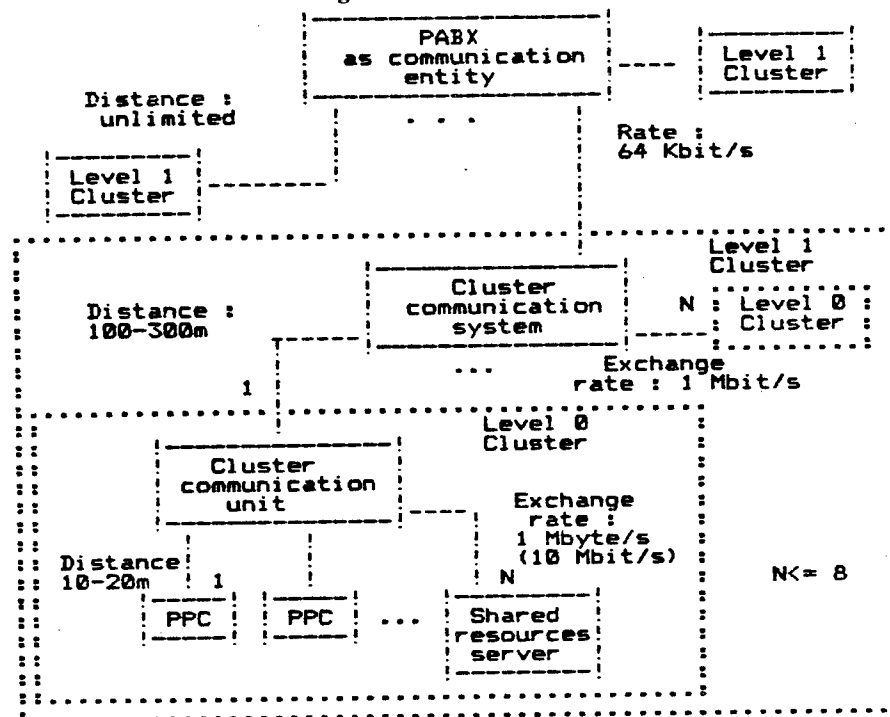 PABX
as communication
entity
Level 1
Cluster
Distance :
unlimited
. . .
Rate :
64 Kbit/s
Level 1
Cluster
Level 1
Cluster
Cluster
communication
system
Distance :
100-300m
N
Level 0
Cluster
...
Exchange
rate : 1 Mbit/s
1
Level 0
Cluster
Cluster
communication
unit
Exchange
rate :
1 Mbyte/s
(10 Mbit/s)
Distance
10-20m
1
N
N<= 8
PPC
PPC
...
Shared
resources
server